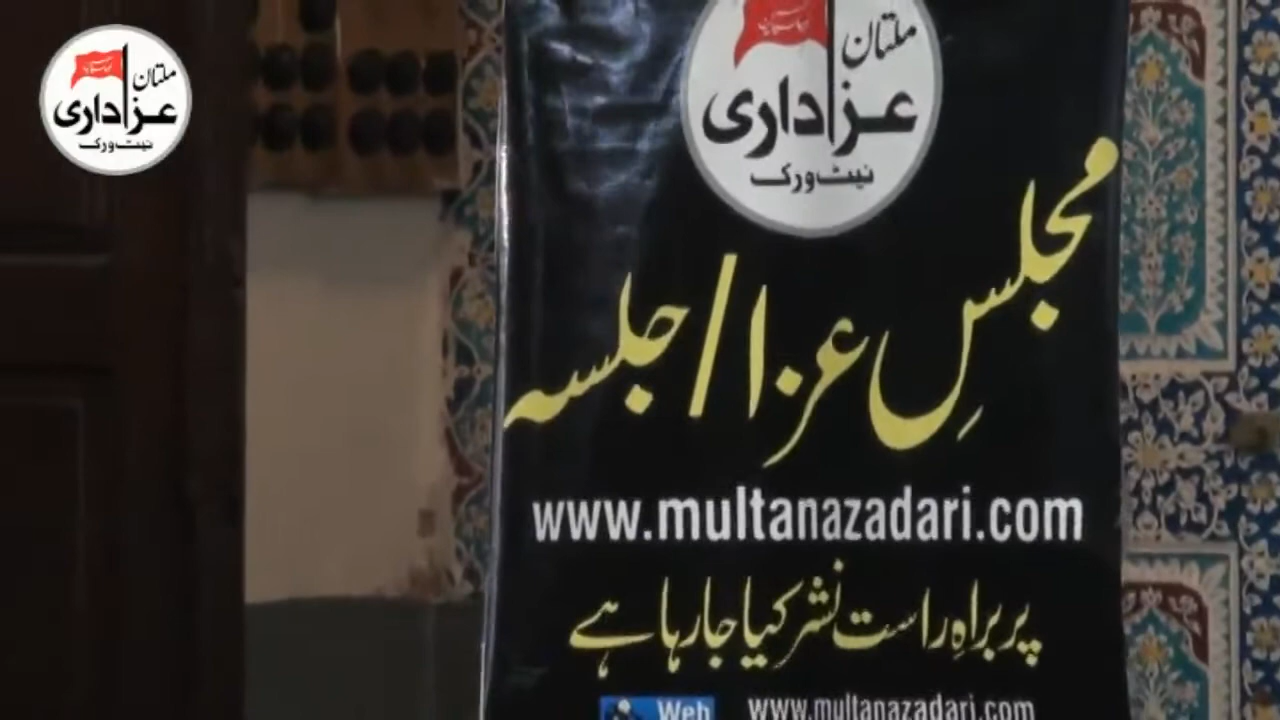 ملتان
عزاداری
نیٹ ورک
ملتان
عزاداری
نیٹ ورک
مجلسِ عزا/جلسہ
www.multanazadari.com
پر براہِ راست نشر کیا جا رہا ہے
Web
www.multanazadari.com